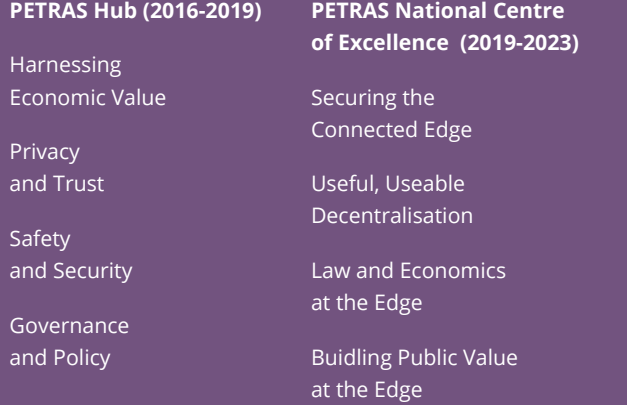 PETRAS Hub (2016-2019)
Harnessing
Economic Value
Privacy
and Trust
Safety
and Security
Governance
and Policy
PETRAS National Centre
of Excellence (2019-2023)
Securing the
Connected Edge
Useful, Useable
Decentralisation
Law and Economics
at the Edge
Buidling Public Value
at the Edge